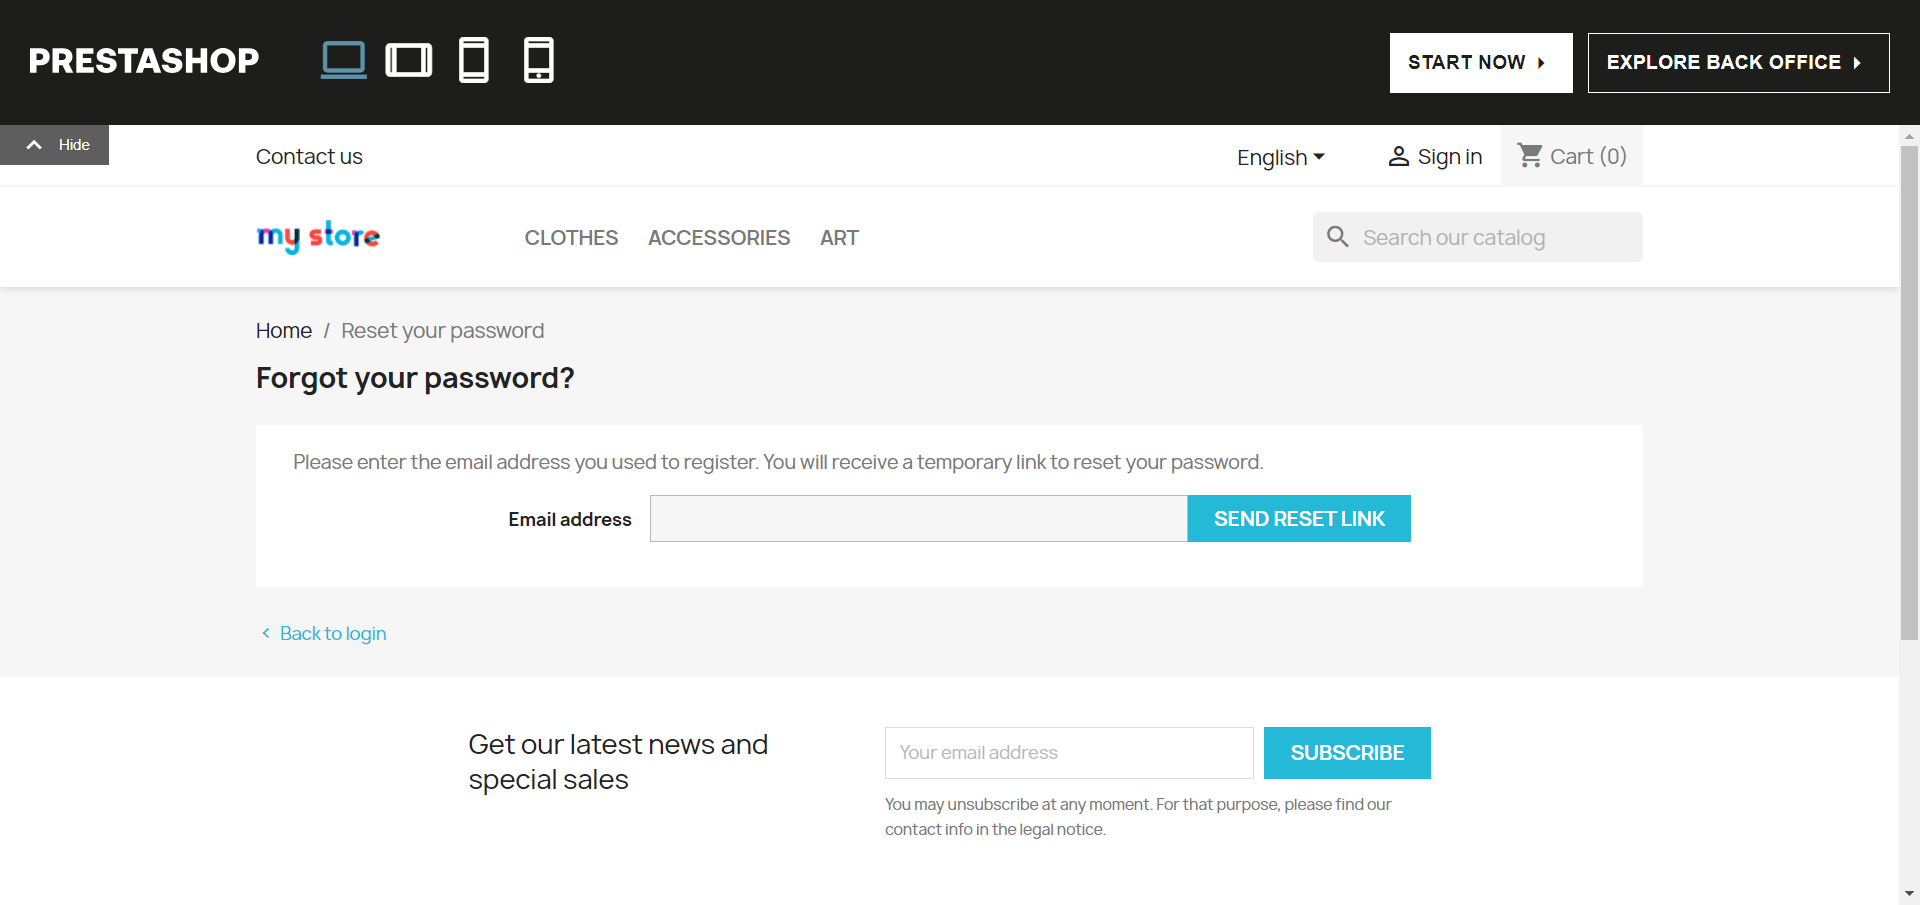 PRESTASHOP
START NOW
EXPLORE BACK OFFICE
Hide
Contact us
English
Sign in
Cart (0)
my store
CLOTHES
ACCESSORIES
ART
Search our catalog
Home / Reset your password
Forgot your password?
Please enter the email address you used to register. You will receive a temporary link to reset your password.
Email address
SEND RESET LINK
Back to login
Get our latest news and
special sales
Your email address
SUBSCRIBE
You may unsubscribe at any moment. For that purpose, please find our
contact info in the legal notice.